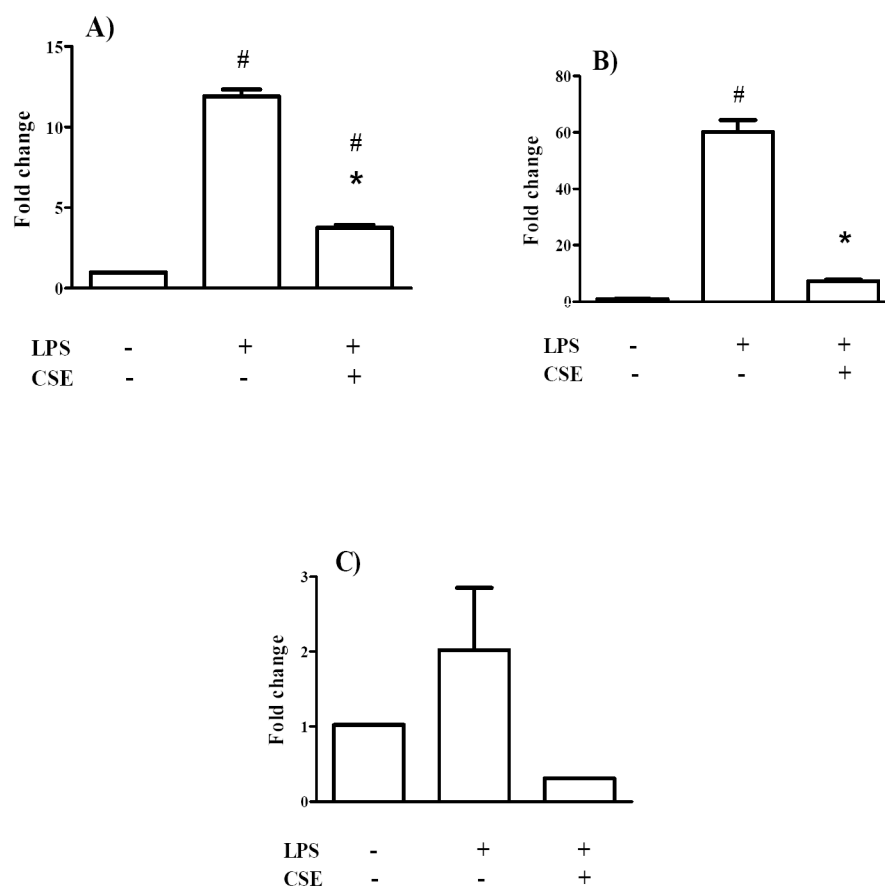 A)
Fold change
15
10
5
0
#
#
*
LPS - + +
CSE - - +
B)
Fold change
80
60
40
20
0
#
*
LPS - + +
CSE - - +
C)
Fold change
3
2
1
0
LPS - + +
CSE - - +